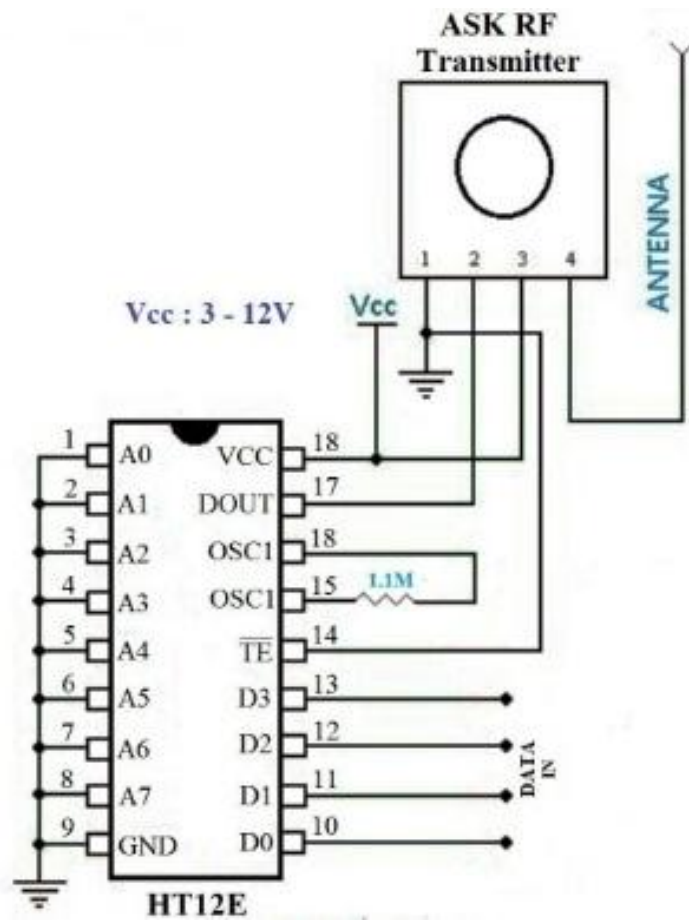 ASK RF
Transmitter
1 2 3 4
ANTENNA
Vcc : 3 - 12V
Vcc
1 A0 VCC 18
2 A1 DOUT 17
3 A2 OSC1 18
4 A3 OSC1 15
1.1M
5 A4 TE 14
6 A5 D3 13
7 A6 D2 12
8 A7 D1 11
9 GND D0 10
DATA
IN
HT12E